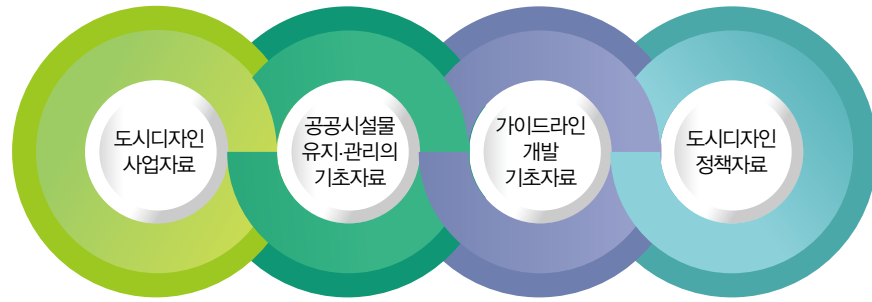 도시디자인
사업자료
공공시설물
유지·관리의
기초자료
가이드라인
개발
기초자료
도시디자인
정책자료